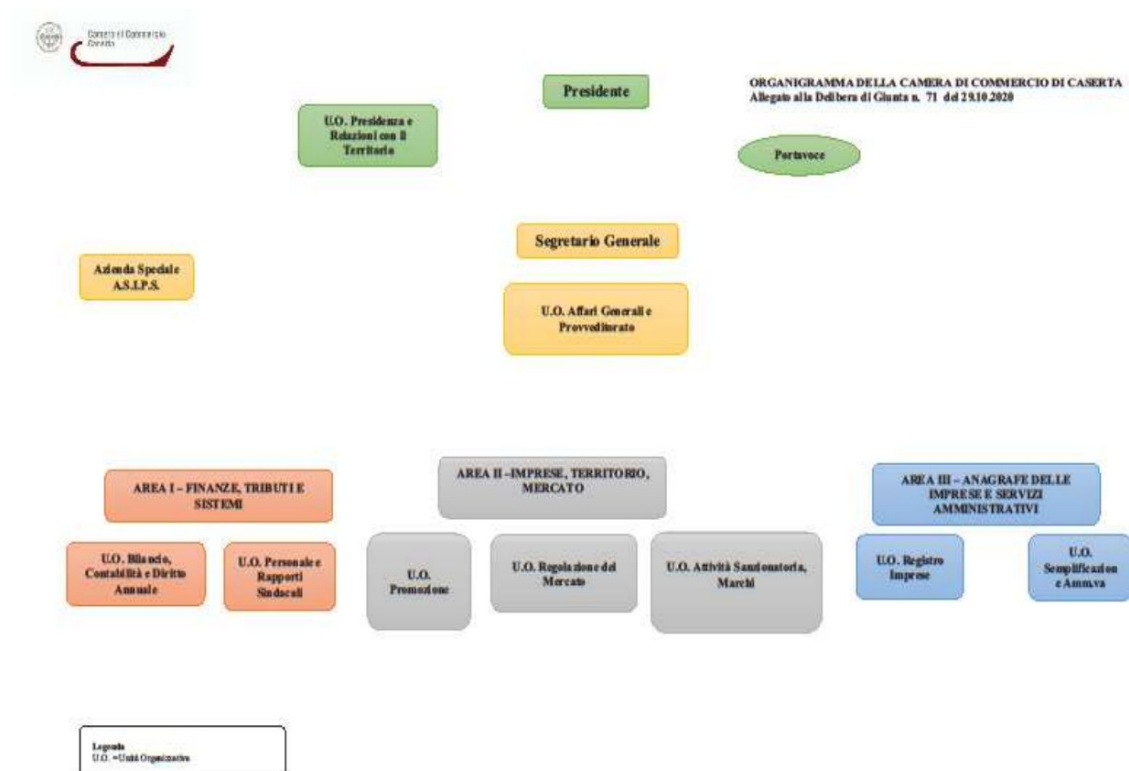 Camera di Commercio
Caserta
Presidente
ORGANIGRAMMA DELLA CAMERA DI COMMERCIO DI CASERTA
Allegato alla Delibera di Giunta n. 71 del 29.10.2020
U.O. Presidenza e
Relazioni con il
Territorio
Portavoce
Segretario Generale
Azienda Speciale
A.S.I.P.S.
U.O. Affari Generali e
Provveditorato
AREA I – FINANZE, TRIBUTI E
SISTEMI
AREA II –IMPRESE, TERRITORIO,
MERCATO
AREA III – ANAGRAFE DELLE
IMPRESE E SERVIZI
AMMINISTRATIVI
U.O. Bilancio,
Contabilità e Diritto
Annuale
U.O. Personale e
Rapporti
Sindacali
U.O.
Promozione
U.O. Regolazione del
Mercato
U.O. Attività Sanzionatoria,
Marchi
U.O. Registro
Imprese
U.O.
Semplificazion
e Amm.va
Legenda
U.O. =Unità Organizzativa